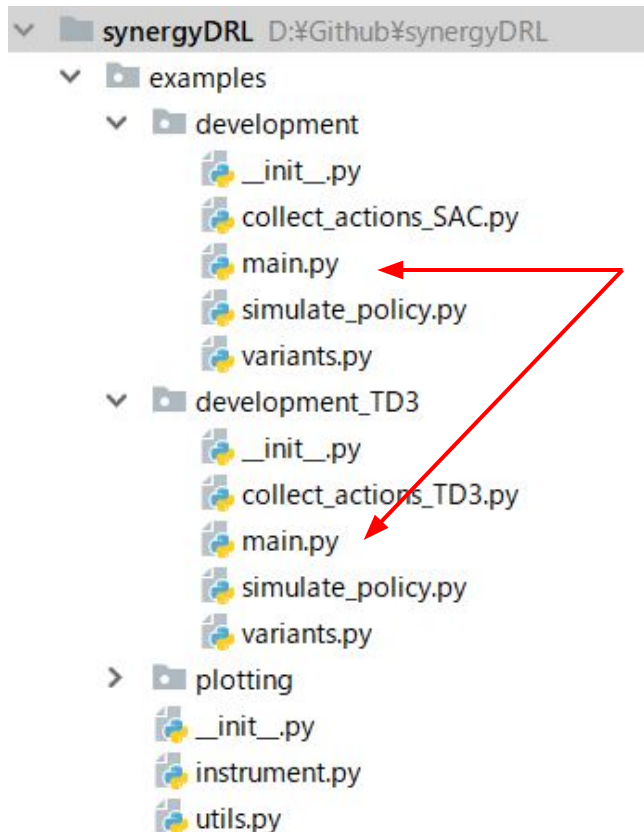 synergyDRL D:¥Github¥synergyDRL
examples
development
__init__.py
collect_actions_SAC.py
main.py
simulate_policy.py
variants.py
development_TD3
__init__.py
collect_actions_TD3.py
main.py
simulate_policy.py
variants.py
plotting
__init__.py
instrument.py
utils.py